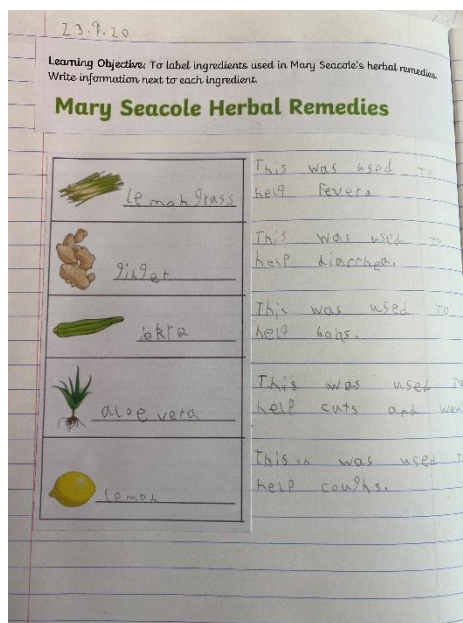 23.9.20
Learning Objective: To label ingredients used in Mary Seacole's herbal remedies.
Write information next to each ingredient.
Mary Seacole Herbal Remedies
lemongrass
This was used To
help Fevers
ginger
This was used to
help diarrhea.
okra
This was used To
help boils.
aloe vera
This was used
help cuts and
lemon
This was used
help coughs.